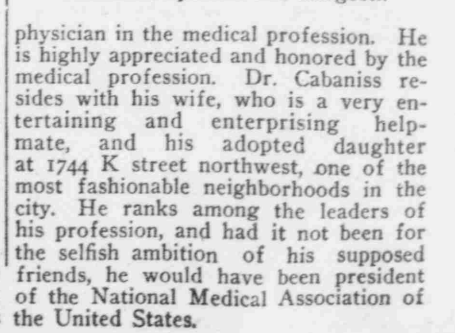 physician in the medical profession. He
is highly appreciated and honored by the
medical profession. Dr. Cabaniss re-
sides with his wife, who is a very en-
tertaining and enterprising help-
mate, and his adopted daughter
at 1744 K street northwest, one of the
most fashionable neighborhoods in the
city. He ranks among the leaders of
his profession, and had it not been for
the selfish ambition of his supposed
friends, he would have been president
of the National Medical Association of
the United States.